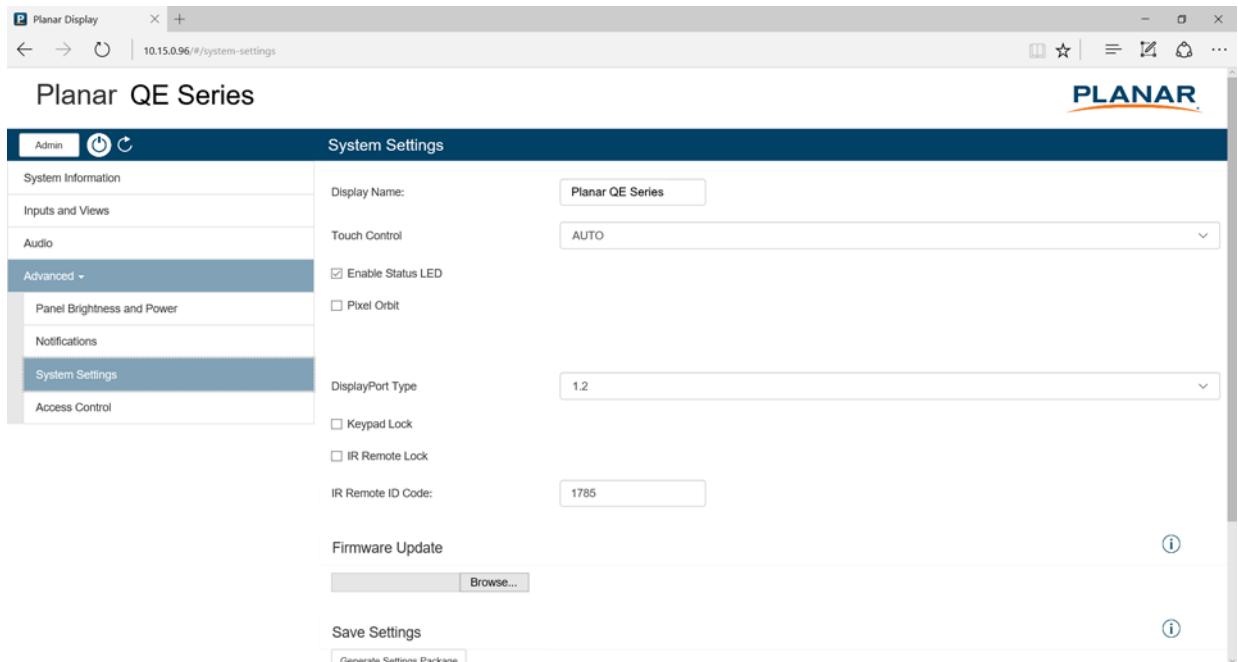 Planar Display
10.15.0.96/#/system-settings
Planar QE Series
PLANAR
Admin
System Settings
System Information
Inputs and Views
Audio
Advanced
Panel Brightness and Power
Notifications
System Settings
Access Control
Display Name:
Planar QE Series
Touch Control
AUTO
Enable Status LED
Pixel Orbit
DisplayPort Type
1.2
Keypad Lock
IR Remote Lock
IR Remote ID Code:
1785
Firmware Update
Browse...
Save Settings
Generate Settings Package